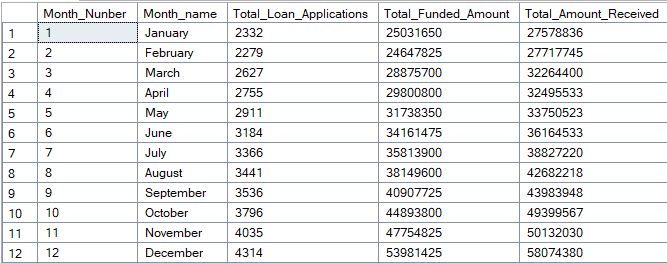 Month_Nunber Month_name Total_Loan_Applications Total_Funded_Amount Total_Amount_Received
1 1 January 2332 25031650 27578836
2 2 February 2279 24647825 27717745
3 3 March 2627 28875700 32264400
4 4 April 2755 29800800 32495533
5 5 May 2911 31738350 33750523
6 6 June 3184 34161475 36164533
7 7 July 3366 35813900 38827220
8 8 August 3441 38149600 42682218
9 9 September 3536 40907725 43983948
10 10 October 3796 44893800 49399567
11 11 November 4035 47754825 50132030
12 12 December 4314 53981425 58074380